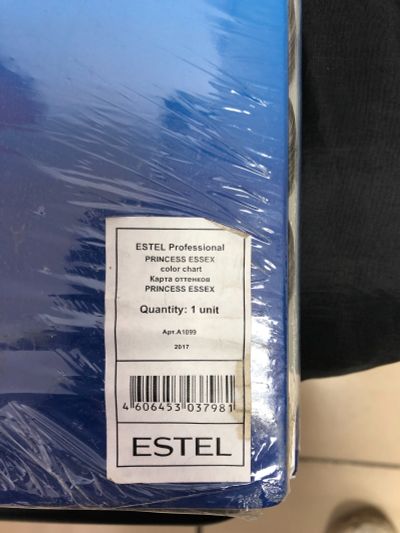 ESTEL Professional
PRINCESS ESSEX
color chart
Карта оттенков
PRINCESS ESSEX
Quantity: 1 unit
Арт.А1099
2017
4 606453 037981
ESTEL